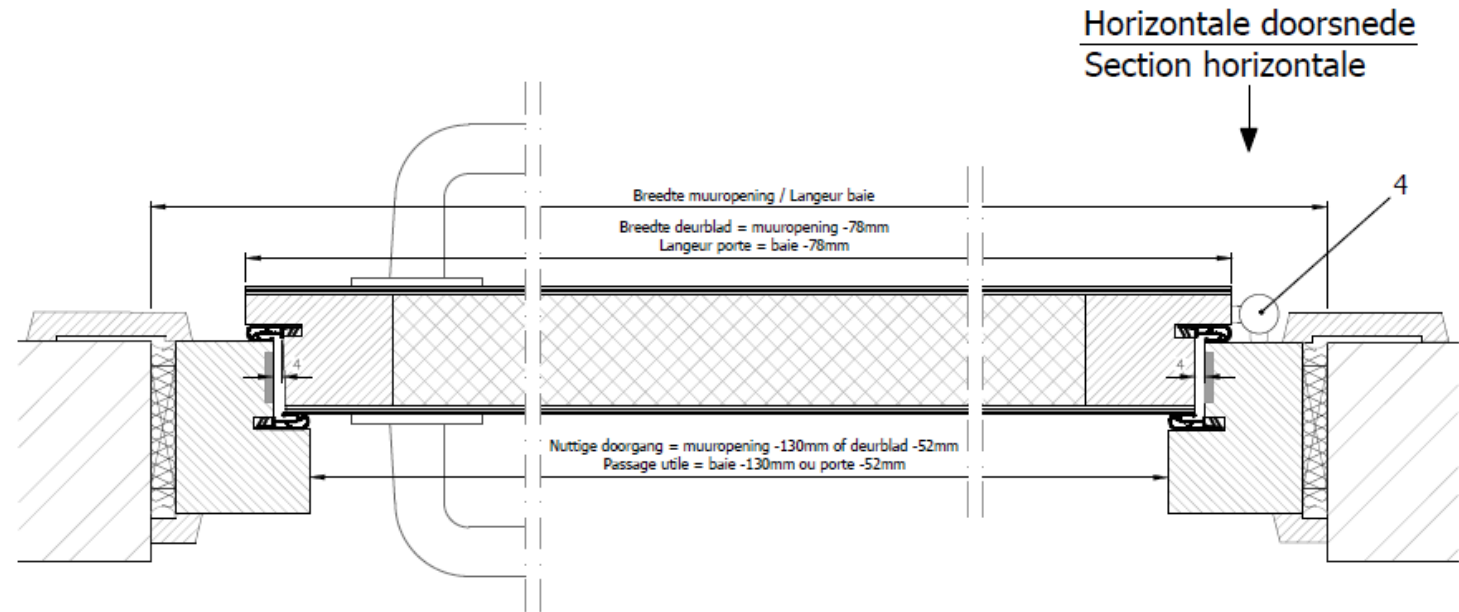 Horizontale doorsnede
Section horizontale
4
Breedte muuropening / Langeur baie
Breedte deurblad = muuropening -78mm
Langeur porte = baie -78mm
4
4
Nuttige doorgang = muuropening -130mm of deurblad -52mm
Passage utile = baie -130mm ou porte -52mm